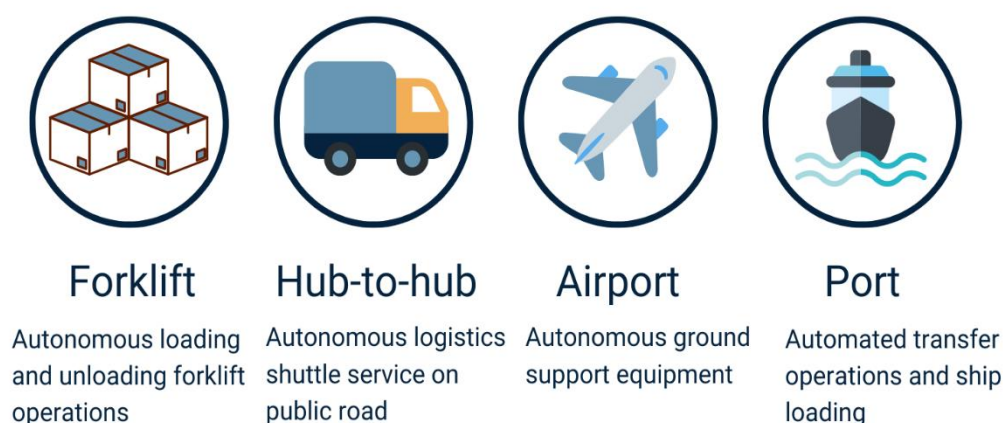 Forklift
Autonomous loading
and unloading forklift
operations
Hub-to-hub
Autonomous logistics
shuttle service on
public road
Airport
Autonomous ground
support equipment
Port
Automated transfer
operations and ship
loading